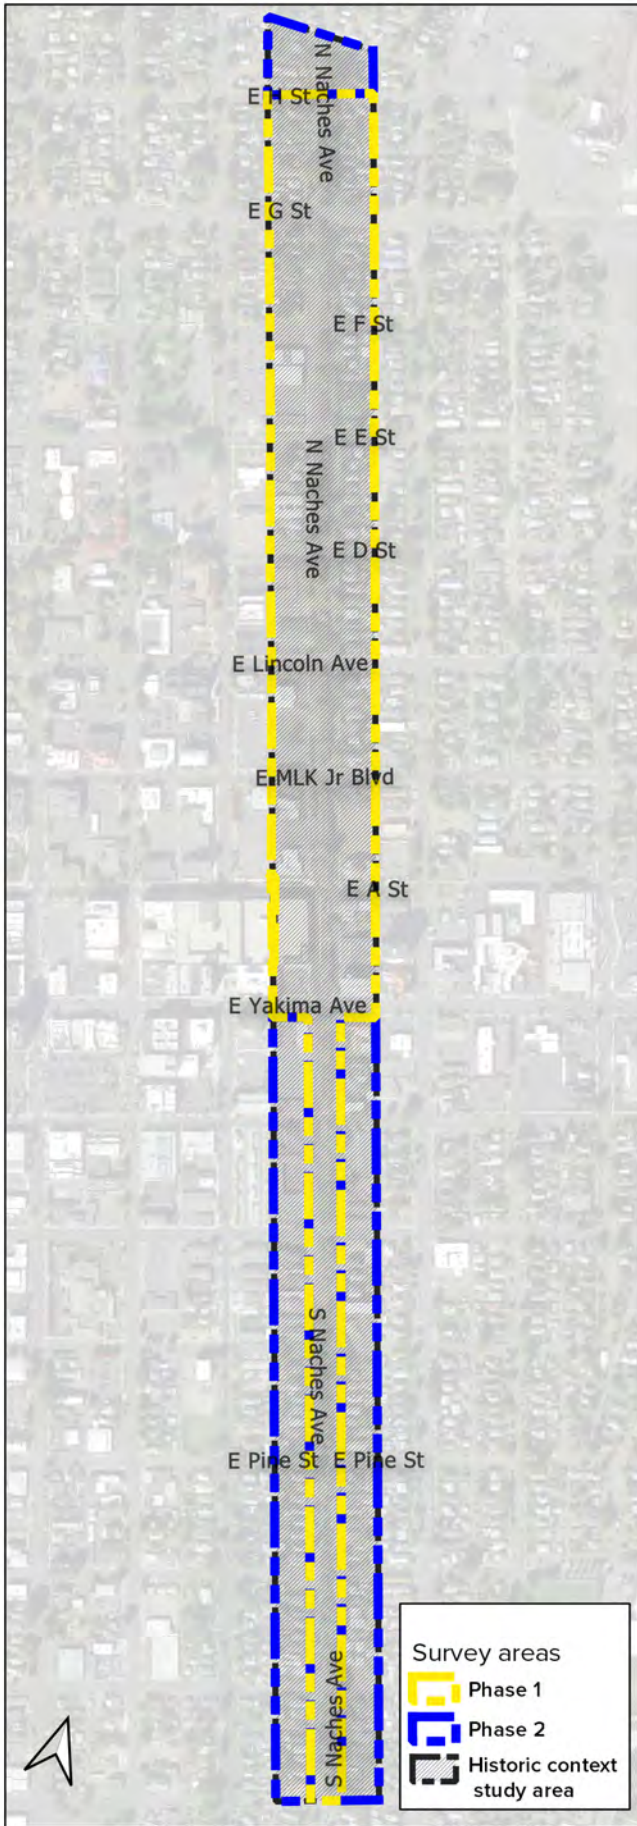 N Naches Ave
E H St
E G St
E F St
E E St
N Naches Ave
E D St
E Lincoln Ave
E MLK Jr Blvd
E A St
E Yakima Ave
S Naches Ave
E Pine St E Pine St
S Naches Ave
Survey areas
Phase 1
Phase 2
Historic context
study area